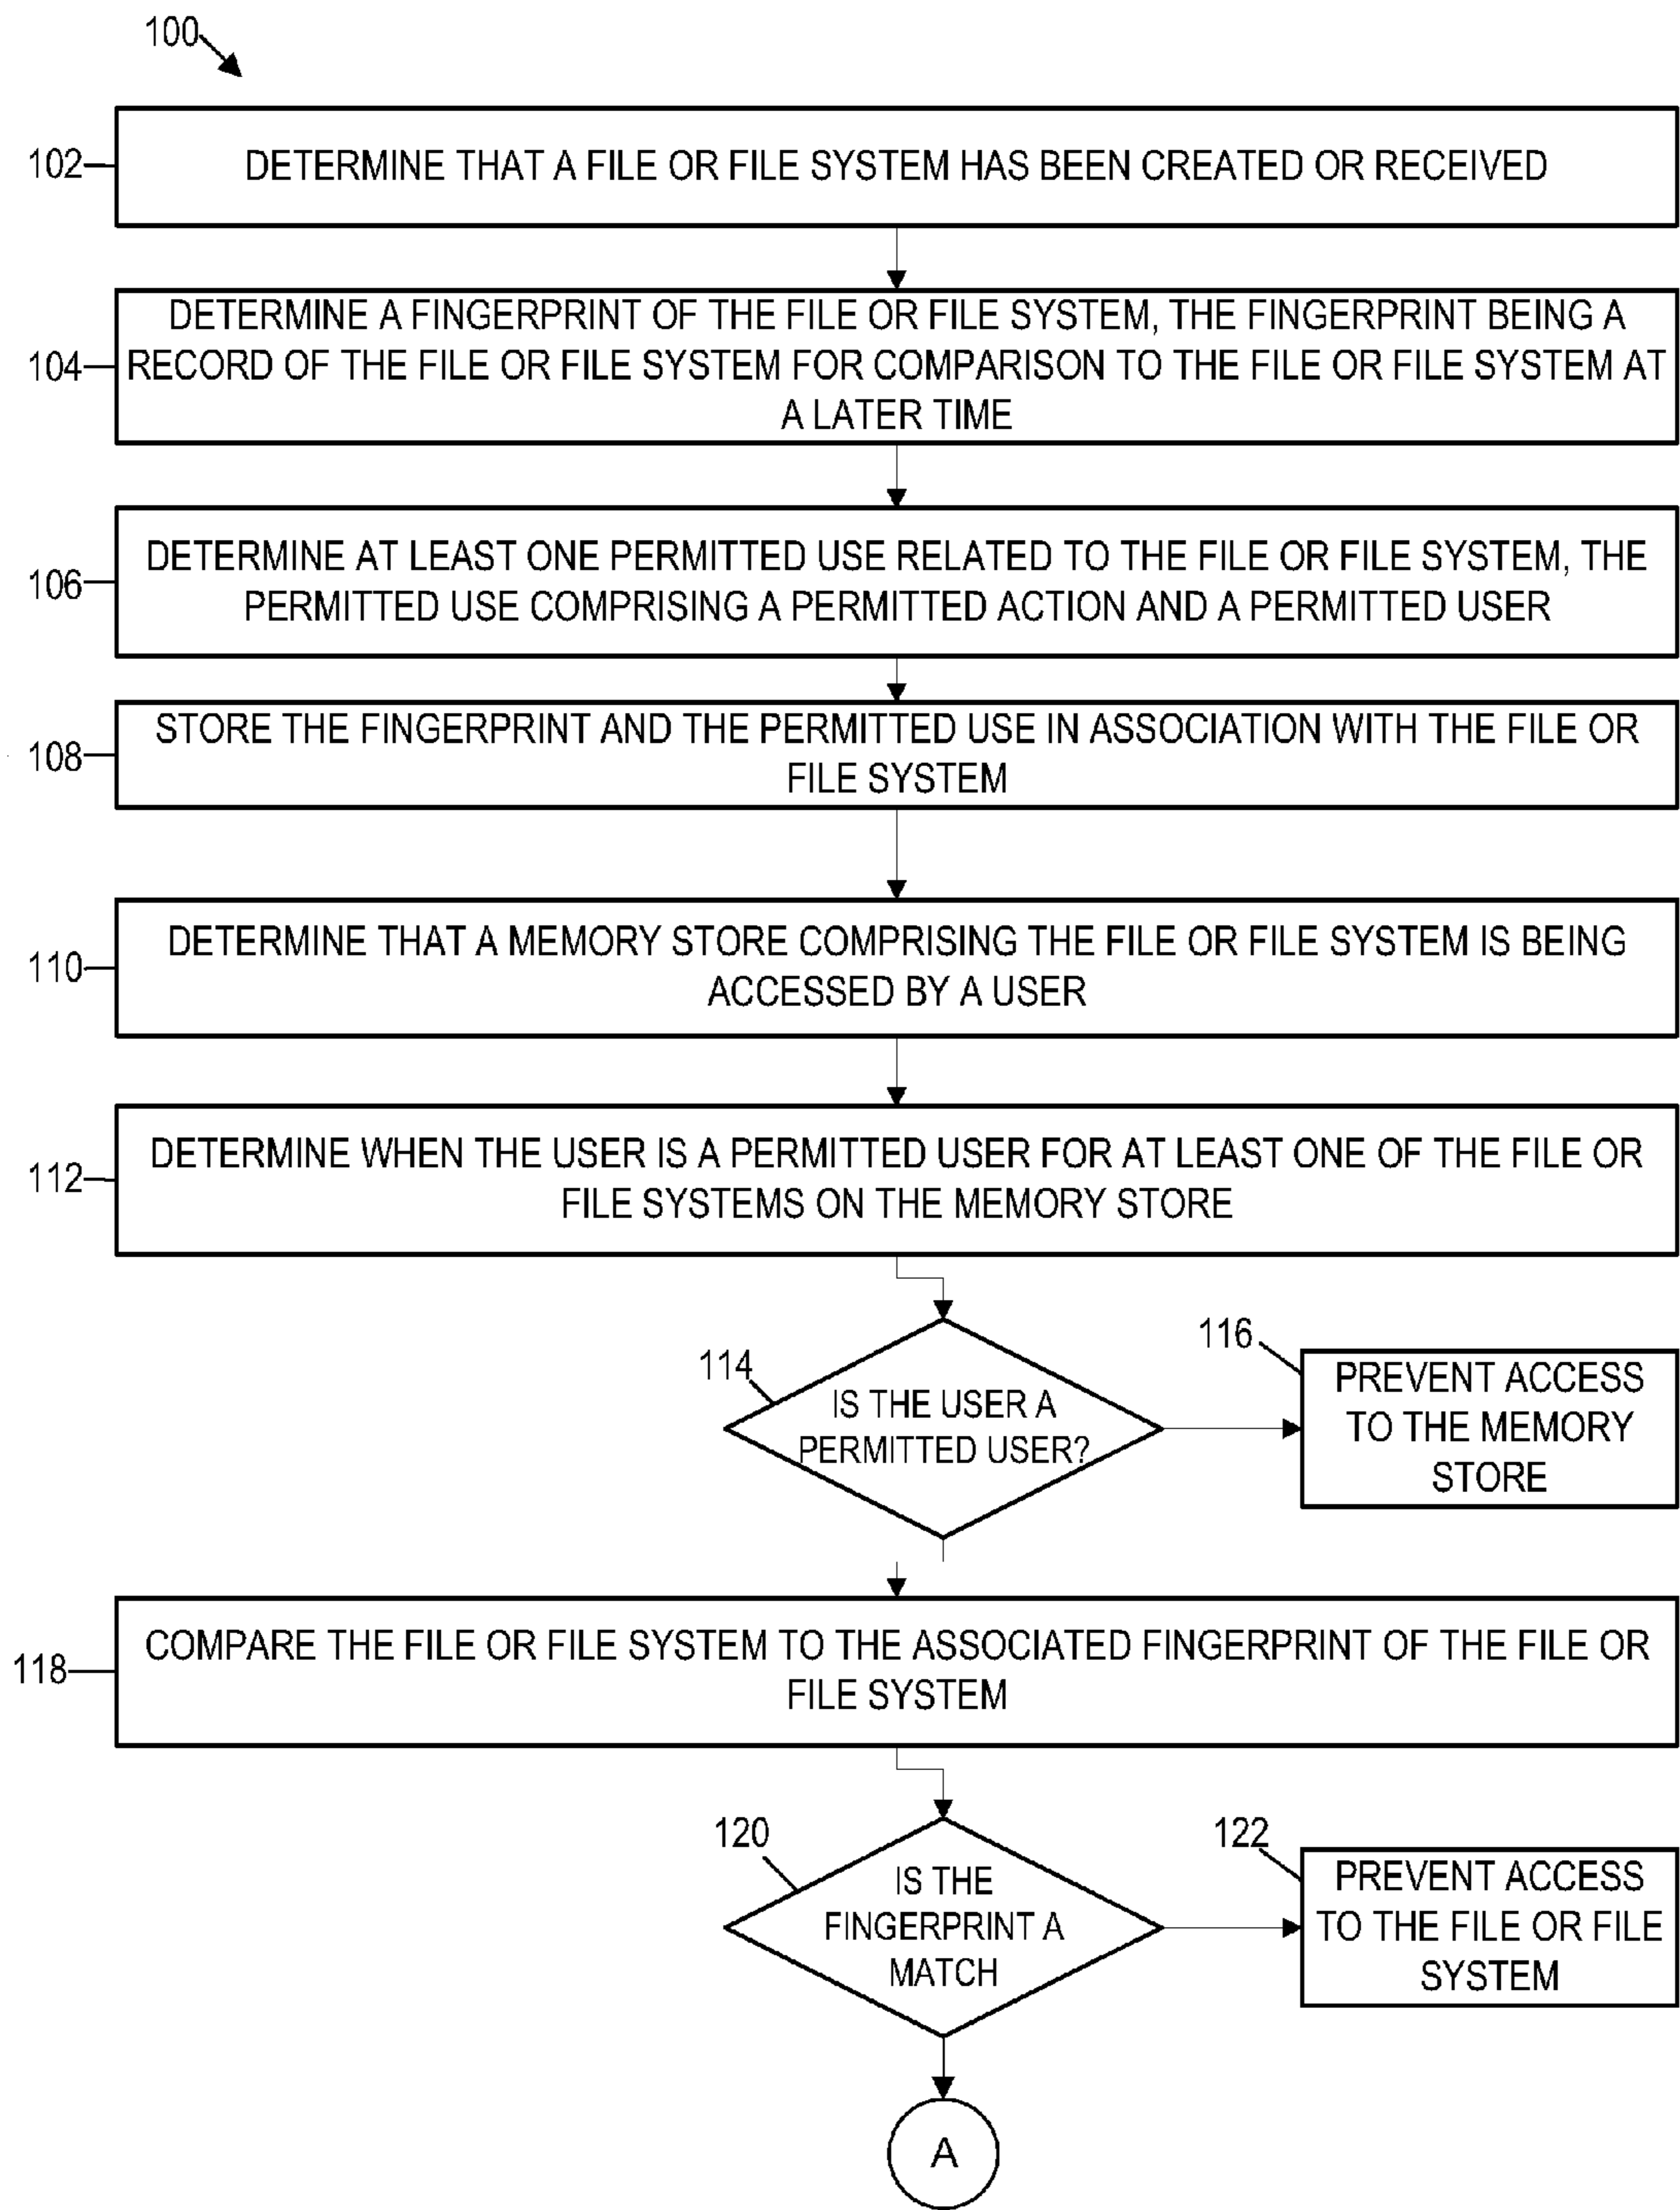 100
102
DETERMINE THAT A FILE OR FILE SYSTEM HAS BEEN CREATED OR RECEIVED
104
DETERMINE A FINGERPRINT OF THE FILE OR FILE SYSTEM, THE FINGERPRINT BEING A
RECORD OF THE FILE OR FILE SYSTEM FOR COMPARISON TO THE FILE OR FILE SYSTEM AT
A LATER TIME
106
DETERMINE AT LEAST ONE PERMITTED USE RELATED TO THE FILE OR FILE SYSTEM, THE
PERMITTED USE COMPRISING A PERMITTED ACTION AND A PERMITTED USER
108
STORE THE FINGERPRINT AND THE PERMITTED USE IN ASSOCIATION WITH THE FILE OR
FILE SYSTEM
110
DETERMINE THAT A MEMORY STORE COMPRISING THE FILE OR FILE SYSTEM IS BEING
ACCESSED BY A USER
112
DETERMINE WHEN THE USER IS A PERMITTED USER FOR AT LEAST ONE OF THE FILE OR
FILE SYSTEMS ON THE MEMORY STORE
114
IS THE USER A
PERMITTED USER?
116
PREVENT ACCESS
TO THE MEMORY
STORE
118
COMPARE THE FILE OR FILE SYSTEM TO THE ASSOCIATED FINGERPRINT OF THE FILE OR
FILE SYSTEM
120
IS THE
FINGERPRINT A
MATCH
122
PREVENT ACCESS
TO THE FILE OR FILE
SYSTEM
A